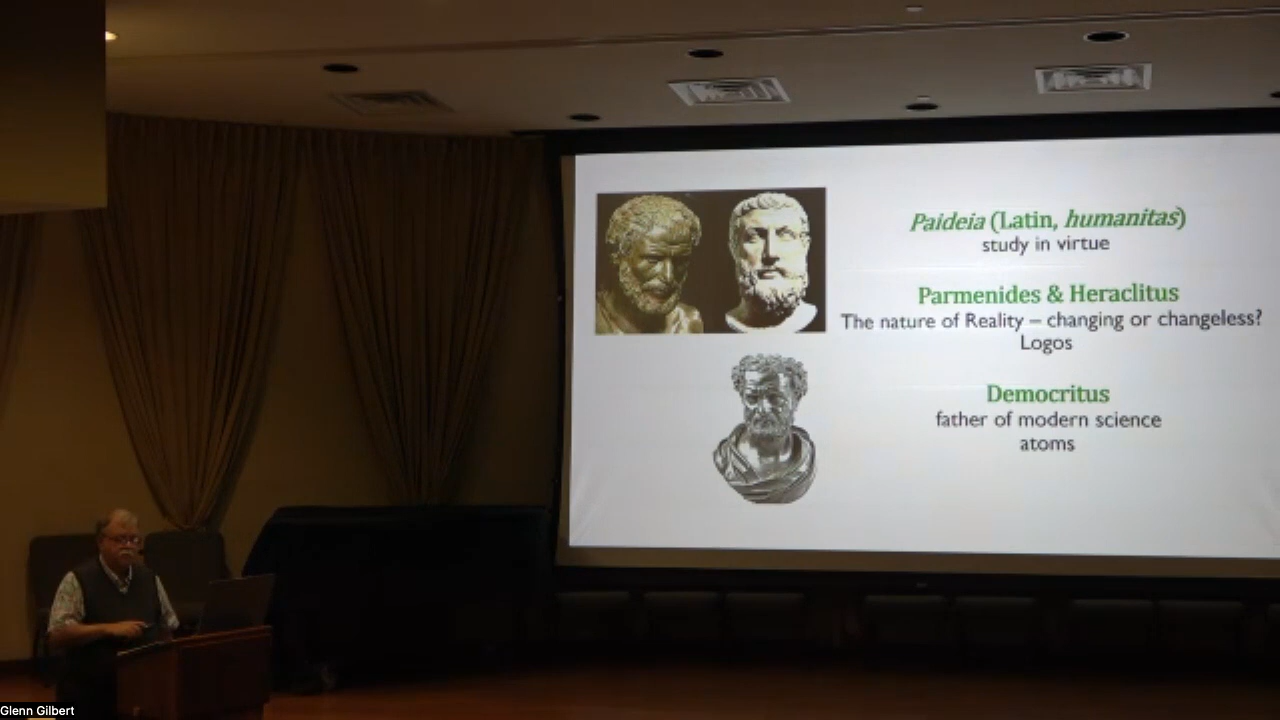 Paideia (Latin, humanitas)
study in virtue
Parmenides & Heraclitus
The nature of Reality – changing or changeless?
Logos
Democritus
father of modern science
atoms
Glenn Gilbert